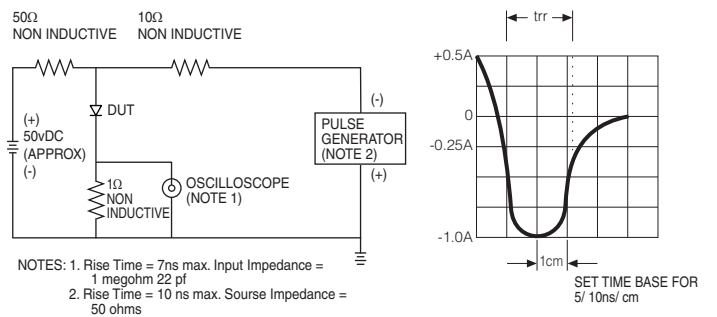 50Ω
NON INDUCTIVE
10Ω
NON INDUCTIVE
DUT
(+)
50vDC
(APPROX)
(-)
1Ω
NON
INDUCTIVE
OSCILLOSCOPE
(NOTE 1)
(-)
PULSE
GENERATOR
(NOTE 2)
(+)
NOTES: 1. Rise Time = 7ns max. Input Impedance =
1 megohm 22 pf
2. Rise Time = 10 ns max. Sourse Impedance =
50 ohms
trr
+0.5A
0
-0.25A
-1.0A
1cm
SET TIME BASE FOR
5/ 10ns/ cm